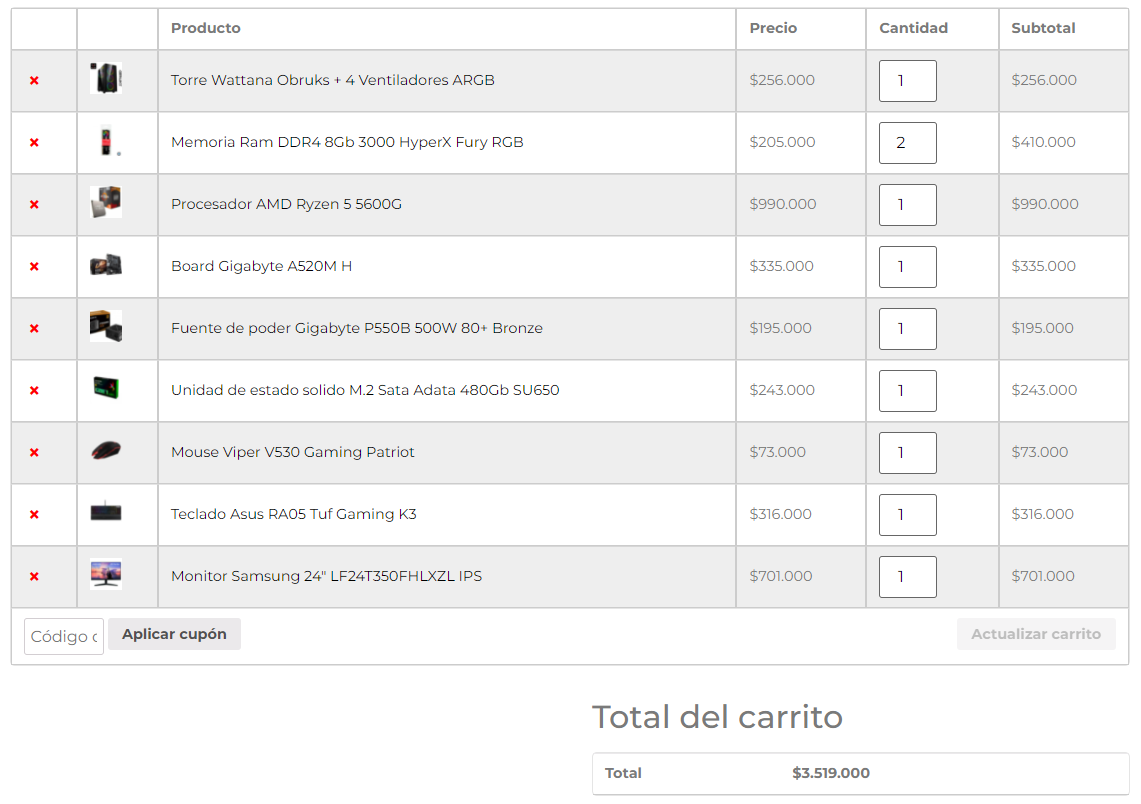 Producto Precio Cantidad Subtotal
× Torre Wattana Obruks + 4 Ventiladores ARGB $256.000 1 $256.000
× Memoria Ram DDR4 8Gb 3000 HyperX Fury RGB $205.000 2 $410.000
× Procesador AMD Ryzen 5 5600G $990.000 1 $990.000
× Board Gigabyte A520M H $335.000 1 $335.000
× Fuente de poder Gigabyte P550B 500W 80+ Bronze $195.000 1 $195.000
× Unidad de estado solido M.2 Sata Adata 480Gb SU650 $243.000 1 $243.000
× Mouse Viper V530 Gaming Patriot $73.000 1 $73.000
× Teclado Asus RA05 Tuf Gaming K3 $316.000 1 $316.000
× Monitor Samsung 24" LF24T350FHLXZL IPS $701.000 1 $701.000
Código c Aplicar cupón Actualizar carrito
Total del carrito
Total $3.519.000